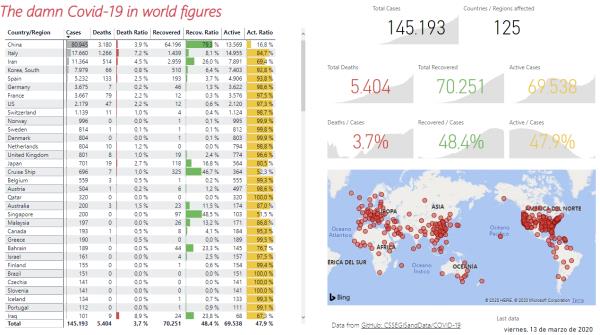 The damn Covid-19 in world figures
Country/Region Cases Deaths Death Ratio Recovered Recov. Ratio Active Act. Ratio
China 80.945 3.180 3,9 % 64.196 79,3 % 13.569 16,8 %
Italy 17.660 1.266 7,2 % 1.439 8,1 % 14.955 84,7 %
Iran 11.364 514 4,5 % 2.959 26,0 % 7.891 69,4 %
Korea, South 7.979 66 0,8 % 510 6,4 % 7.403 92,8 %
Spain 5.232 133 2,5 % 193 3,7 % 4.906 93,8 %
Germany 3.675 7 0,2 % 46 1,3 % 3.622 98,6 %
France 3.667 79 2,2 % 12 0,3 % 3.576 97,5 %
US 2.179 47 2,2 % 12 0,6 % 2.120 97,3 %
Switzerland 1.139 11 1,0 % 4 0,4 % 1.124 98,7 %
Norway 996 0 0,0 % 1 0,1 % 995 99,9 %
Sweden 814 1 0,1 % 1 0,1 % 812 99,8 %
Denmark 804 0 0,0 % 1 0,1 % 803 99,9 %
Netherlands 804 10 1,2 % 0 0,0 % 794 98,8 %
United Kingdom 801 8 1,0 % 19 2,4 % 774 96,6 %
Japan 701 19 2,7 % 118 16,8 % 564 80,5 %
Cruise Ship 696 7 1,0 % 325 46,7 % 364 52,3 %
Belgium 559 3 0,5 % 1 0,2 % 555 99,3 %
Austria 504 1 0,2 % 6 1,2 % 497 98,6 %
Qatar 320 0 0,0 % 0 0,0 % 320 100,0 %
Australia 200 3 1,5 % 23 11,5 % 174 87,0 %
Singapore 200 0 0,0 % 97 48,5 % 103 51,5 %
Malaysia 197 0 0,0 % 26 13,2 % 171 86,8 %
Canada 193 1 0,5 % 8 4,1 % 184 95,3 %
Greece 190 1 0,5 % 0 0,0 % 189 99,5 %
Bahrain 189 0 0,0 % 44 23,3 % 145 76,7 %
Israel 161 0 0,0 % 4 2,5 % 157 97,5 %
Finland 155 0 0,0 % 1 0,6 % 154 99,4 %
Brazil 151 0 0,0 % 0 0,0 % 151 100,0 %
Czechia 141 0 0,0 % 0 0,0 % 141 100,0 %
Slovenia 141 0 0,0 % 0 0,0 % 141 100,0 %
Iceland 134 0 0,0 % 1 0,7 % 133 99,3 %
Portugal 112 0 0,0 % 1 0,9 % 111 99,1 %
Iraq 101 9 8,9 % 24 23,8 % 68 67,3 %
Total 145.193 5.404 3,7 % 70.251 48,4 % 69.538 47,9 %
Total Cases
145.193
Countries / Regions affected
125
Total Deaths
5.404
Total Recovered
70.251
Active Cases
69.538
Deaths / Cases
3.7%
Recovered / Cases
48.4%
Active / Cases
47.9%
EUROPA
ASIA
AMÉRICA DEL NORTE
Océano Atlántico
Océano Pacífico
ÁFRICA
ÉRICA DEL SUR
Océano Índico
OCEANÍA
Bing
© 2020 HERE, © 2020 Microsoft Corporation Terms
Data from GitHub: CSSEGISandData/COVID-19
Last data
viernes, 13 de marzo de 2020